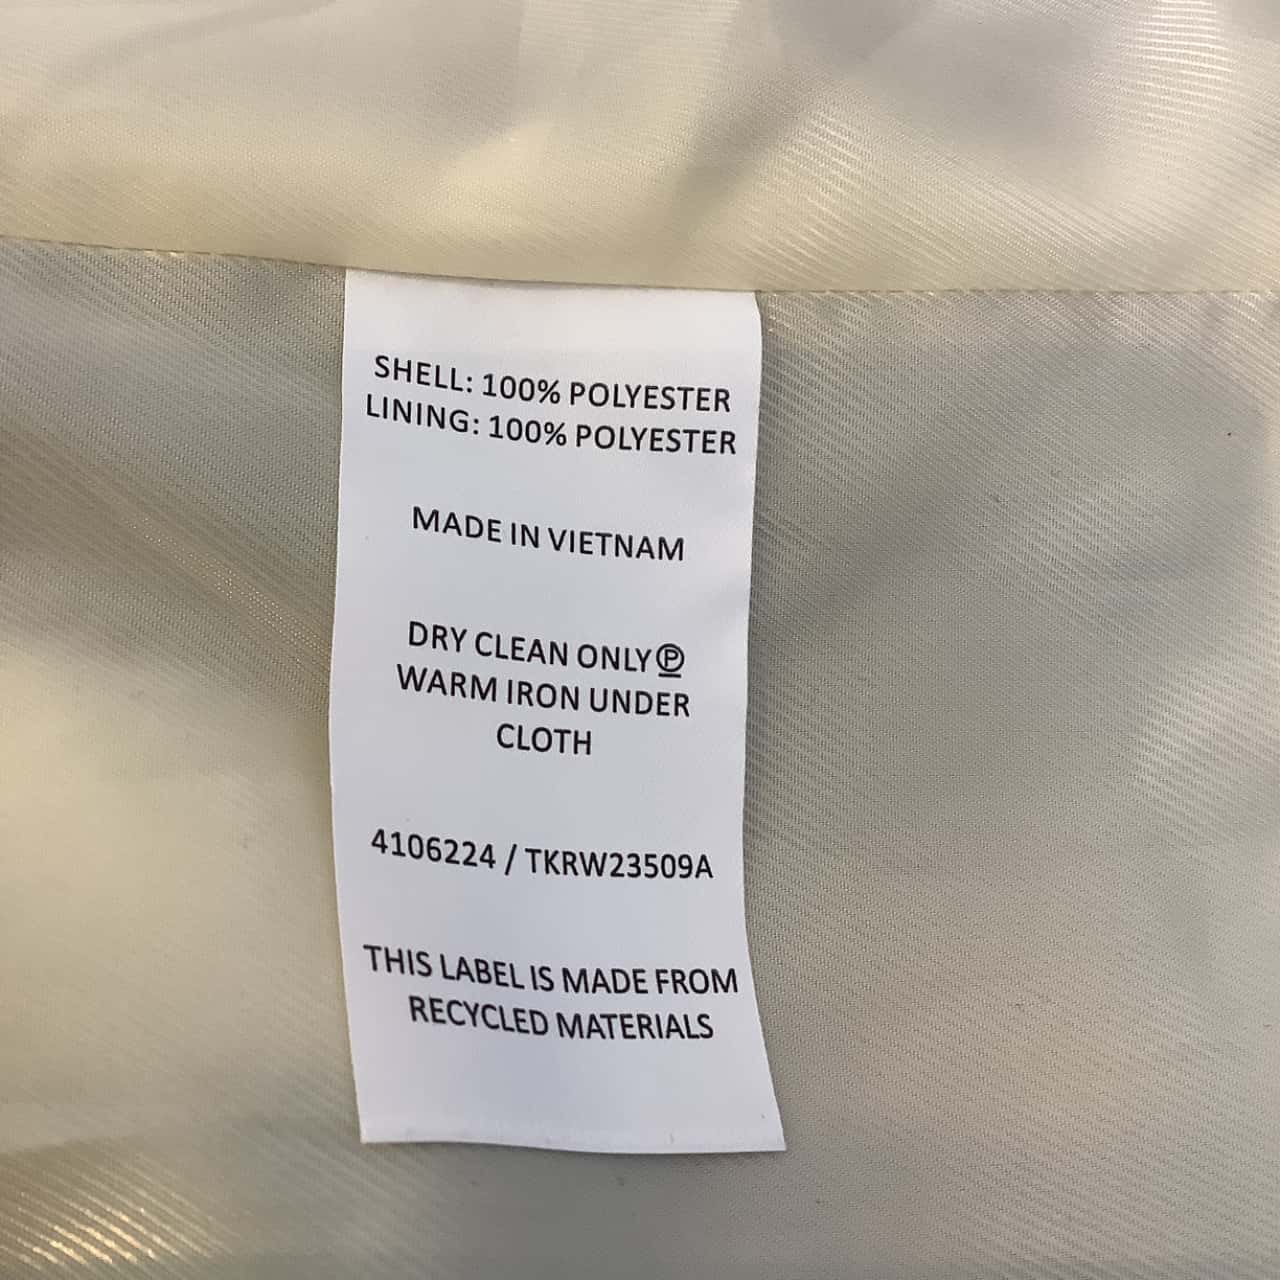 SHELL: 100% POLYESTER
LINING: 100% POLYESTER
MADE IN VIETNAM
DRY CLEAN ONLY Ⓟ
WARM IRON UNDER
CLOTH
4106224 / TKRW23509A
THIS LABEL IS MADE FROM
RECYCLED MATERIALS